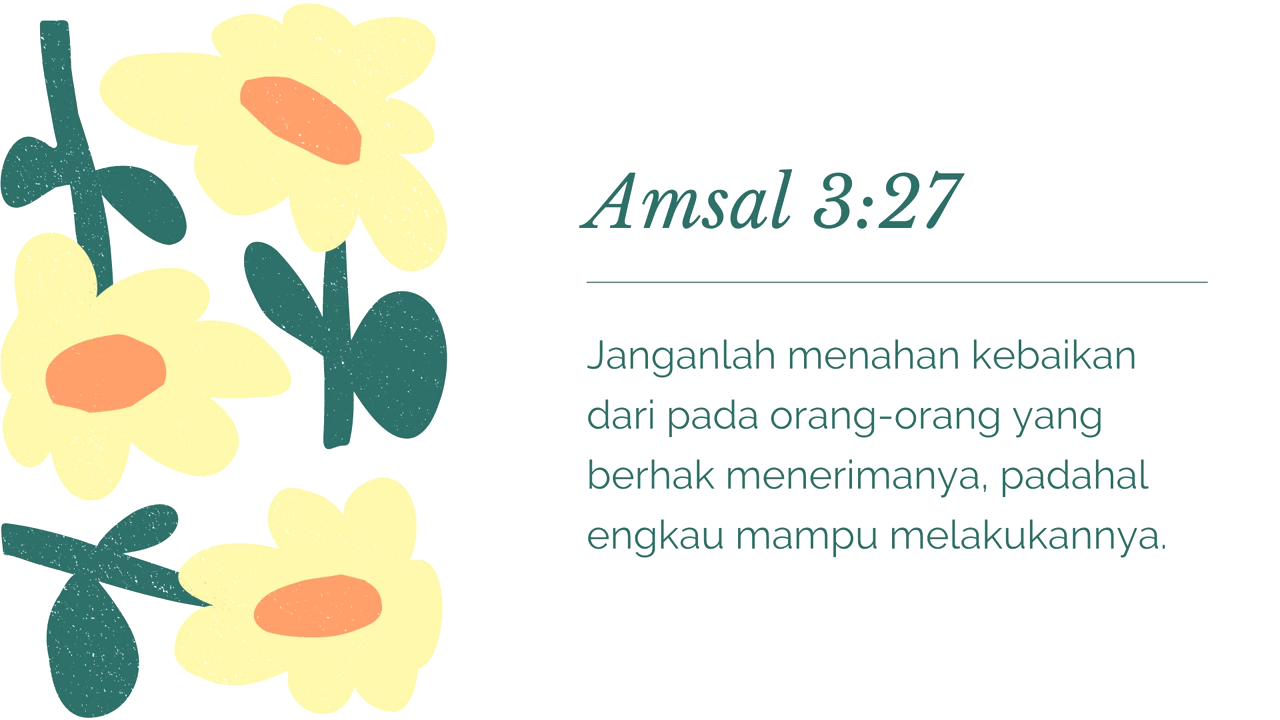 Amsal 3:27
Janganlah menahan kebaikan
dari pada orang-orang yang
berhak menerimanya, padahal
engkau mampu melakukannya.